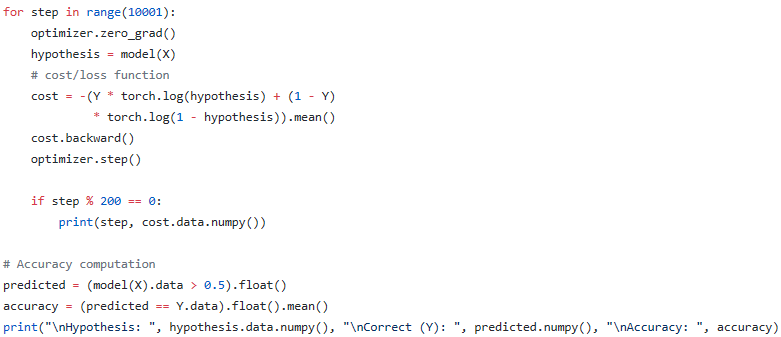 for step in range(10001):
    optimizer.zero_grad()
    hypothesis = model(X)
    # cost/loss function
    cost = -(Y * torch.log(hypothesis) + (1 - Y)
             * torch.log(1 - hypothesis)).mean()
    cost.backward()
    optimizer.step()

    if step % 200 == 0:
        print(step, cost.data.numpy())

# Accuracy computation
predicted = (model(X).data > 0.5).float()
accuracy = (predicted == Y.data).float().mean()
print("\nHypothesis: ", hypothesis.data.numpy(), "\nCorrect (Y): ", predicted.numpy(), "\nAccuracy: ", accuracy)